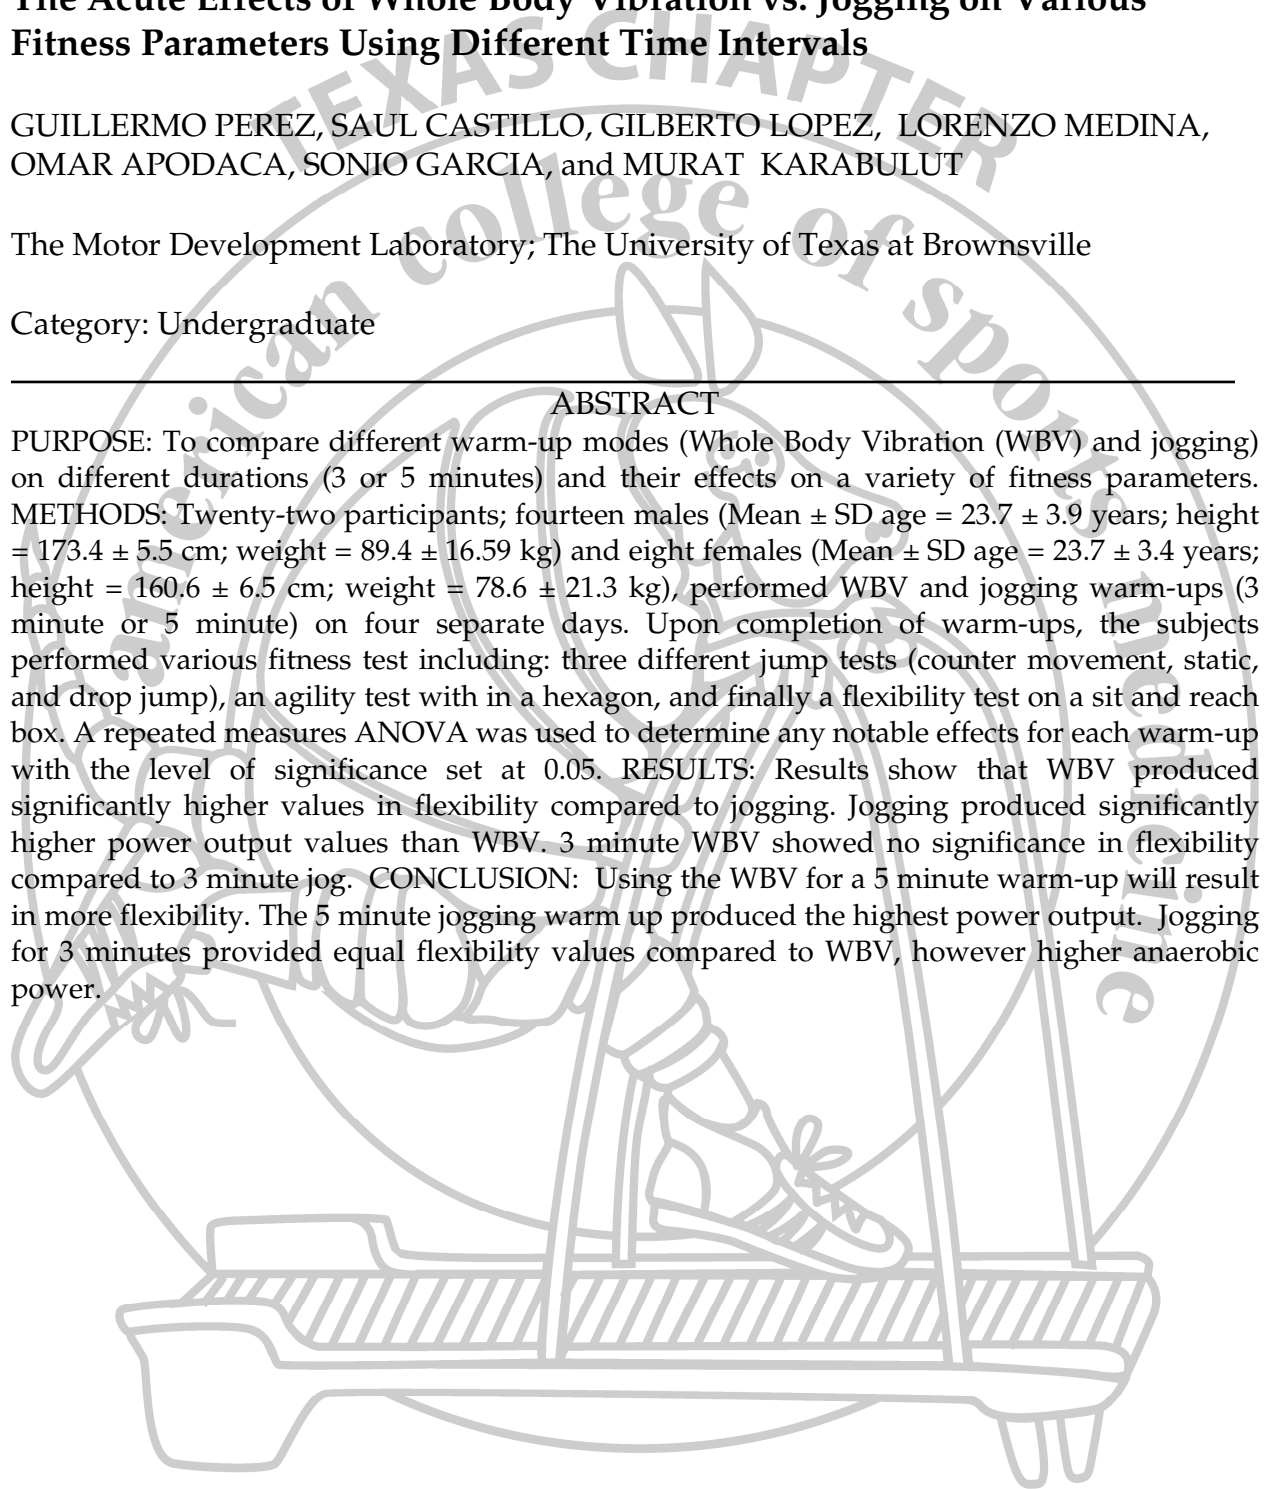 The Acute Effects of Whole Body Vibration vs. Jogging on Various
Fitness Parameters Using Different Time Intervals
TEXAS CHAPTER
american college of sports medicine
GUILLERMO PEREZ, SAUL CASTILLO, GILBERTO LOPEZ, LORENZO MEDINA,
OMAR APODACA, SONIO GARCIA, and MURAT KARABULUT
The Motor Development Laboratory; The University of Texas at Brownsville
Category: Undergraduate
ABSTRACT
PURPOSE: To compare different warm-up modes (Whole Body Vibration (WBV) and jogging)
on different durations (3 or 5 minutes) and their effects on a variety of fitness parameters.
METHODS: Twenty-two participants; fourteen males (Mean ± SD age = 23.7 ± 3.9 years; height
= 173.4 ± 5.5 cm; weight = 89.4 ± 16.59 kg) and eight females (Mean ± SD age = 23.7 ± 3.4 years;
height = 160.6 ± 6.5 cm; weight = 78.6 ± 21.3 kg), performed WBV and jogging warm-ups (3
minute or 5 minute) on four separate days. Upon completion of warm-ups, the subjects
performed various fitness test including: three different jump tests (counter movement, static,
and drop jump), an agility test with in a hexagon, and finally a flexibility test on a sit and reach
box. A repeated measures ANOVA was used to determine any notable effects for each warm-up
with the level of significance set at 0.05. RESULTS: Results show that WBV produced
significantly higher values in flexibility compared to jogging. Jogging produced significantly
higher power output values than WBV. 3 minute WBV showed no significance in flexibility
compared to 3 minute jog. CONCLUSION: Using the WBV for a 5 minute warm-up will result
in more flexibility. The 5 minute jogging warm up produced the highest power output. Jogging
for 3 minutes provided equal flexibility values compared to WBV, however higher anaerobic
power.